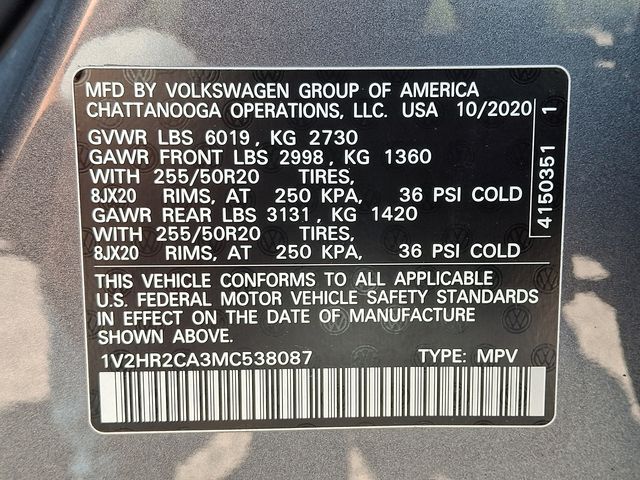 MFD BY VOLKSWAGEN GROUP OF AMERICA
CHATTANOOGA OPERATIONS, LLC. USA 10/2020
GVWR LBS 6019, KG 2730
GAWR FRONT LBS 2998, KG 1360
WITH 255/50R20 TIRES,
8JX20 RIMS, AT 250 KPA, 36 PSI COLD
GAWR REAR LBS 3131, KG 1420
WITH 255/50R20 TIRES,
8JX20 RIMS, AT 250 KPA, 36 PSI COLD
THIS VEHICLE CONFORMS TO ALL APPLICABLE
U.S. FEDERAL MOTOR VEHICLE SAFETY STANDARDS
IN EFFECT ON THE DATE OF MANUFACTURE
SHOWN ABOVE.
1V2HR2CA3MC538087 TYPE: MPV
4150351 1